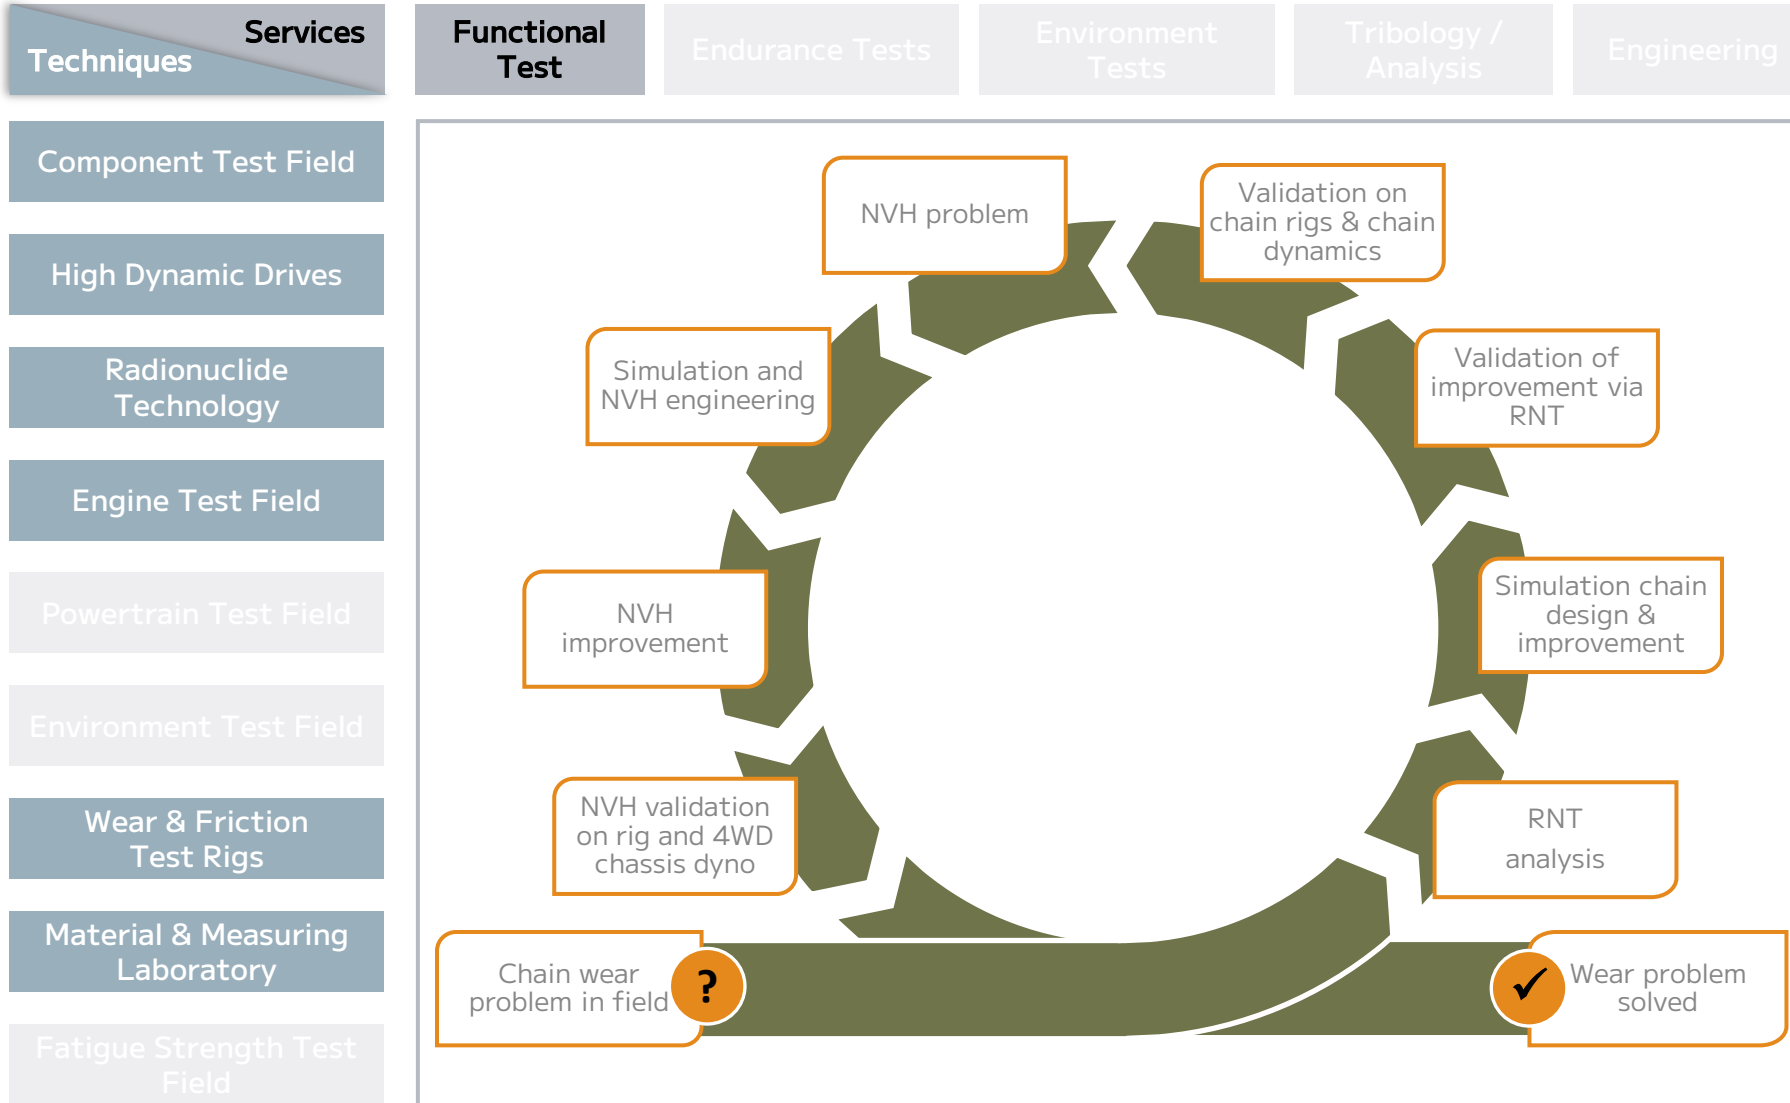 Services
Techniques
Functional
Test
Endurance Tests
Environment
Tests
Tribology /
Analysis
Engineering
Component Test Field
High Dynamic Drives
Radionuclide
Technology
Engine Test Field
Powertrain Test Field
Environment Test Field
Wear & Friction
Test Rigs
Material & Measuring
Laboratory
Fatigue Strength Test
Field
NVH problem
Validation on
chain rigs & chain
dynamics
Simulation and
NVH engineering
Validation of
improvement via
RNT
NVH
improvement
Simulation chain
design &
improvement
NVH validation
on rig and 4WD
chassis dyno
RNT
analysis
Chain wear
problem in field
?
Wear problem
solved